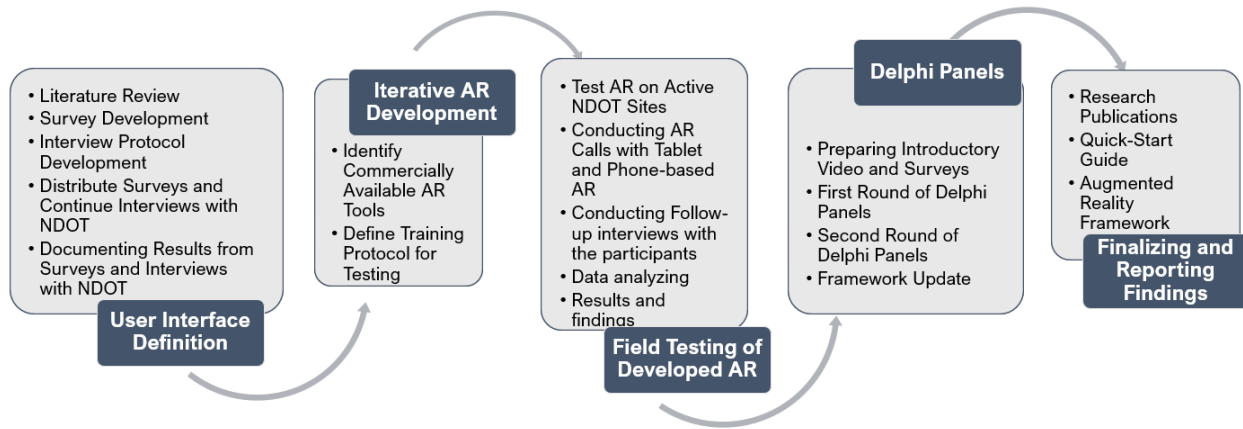 • Literature Review
• Survey Development
• Interview Protocol
Development
• Distribute Surveys and
Continue Interviews with
NDOT
• Documenting Results from
Surveys and Interviews
with NDOT
User Interface
Definition
Iterative AR
Development
• Identify
Commercially
Available AR
Tools
• Define Training
Protocol for
Testing
• Test AR on Active
NDOT Sites
• Conducting AR
Calls with Tablet
and Phone-based
AR
• Conducting Follow-
up interviews with
the participants
• Data analyzing
• Results and
findings
Field Testing of
Developed AR
Delphi Panels
• Preparing Introductory
Video and Surveys
• First Round of Delphi
Panels
• Second Round of
Delphi Panels
• Framework Update
• Research
Publications
• Quick-Start
Guide
• Augmented
Reality
Framework
Finalizing and
Reporting
Findings